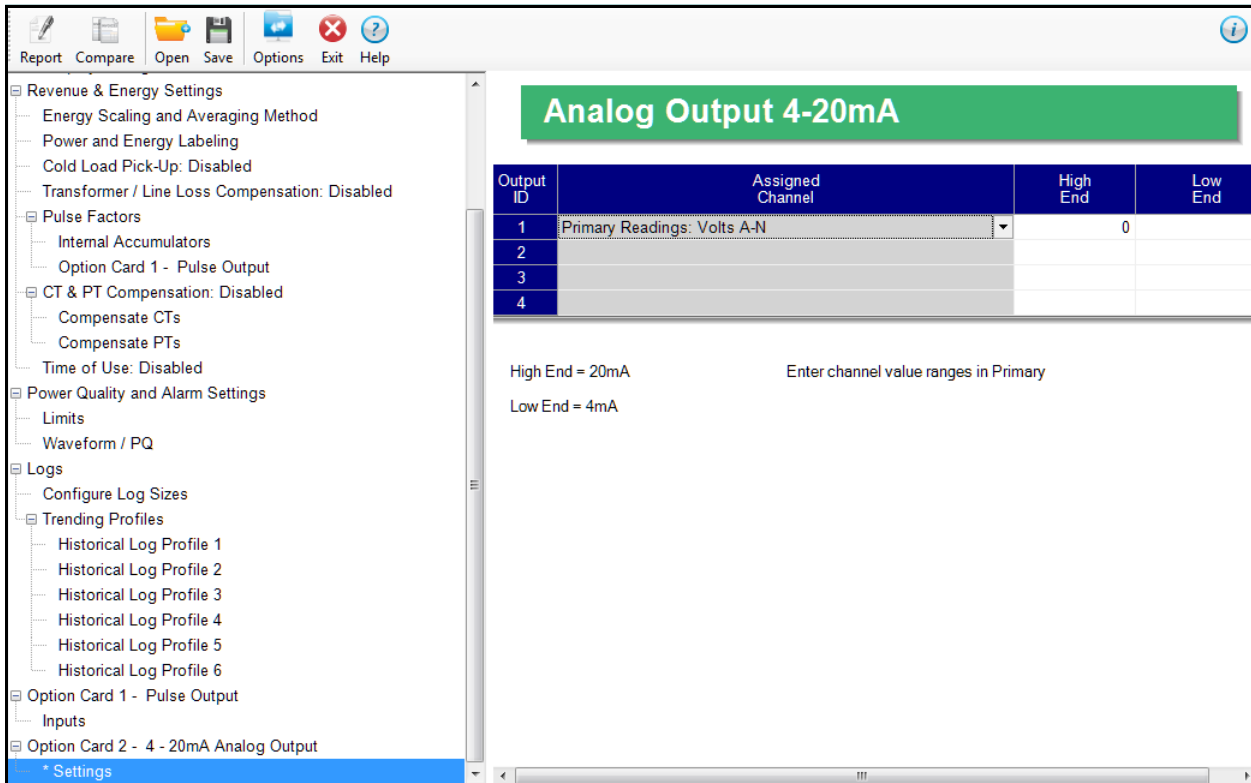 Report Compare Open Save Options Exit Help
Revenue & Energy Settings
Energy Scaling and Averaging Method
Power and Energy Labeling
Cold Load Pick-Up: Disabled
Transformer / Line Loss Compensation: Disabled
Pulse Factors
Internal Accumulators
Option Card 1 - Pulse Output
CT & PT Compensation: Disabled
Compensate CTs
Compensate PTs
Time of Use: Disabled
Power Quality and Alarm Settings
Limits
Waveform / PQ
Logs
Configure Log Sizes
Trending Profiles
Historical Log Profile 1
Historical Log Profile 2
Historical Log Profile 3
Historical Log Profile 4
Historical Log Profile 5
Historical Log Profile 6
Option Card 1 - Pulse Output
Inputs
Option Card 2 - 4 - 20mA Analog Output
* Settings
Analog Output 4-20mA
Output ID Assigned Channel High End Low End
1 Primary Readings: Volts A-N 0
2
3
4
High End = 20mA Enter channel value ranges in Primary
Low End = 4mA